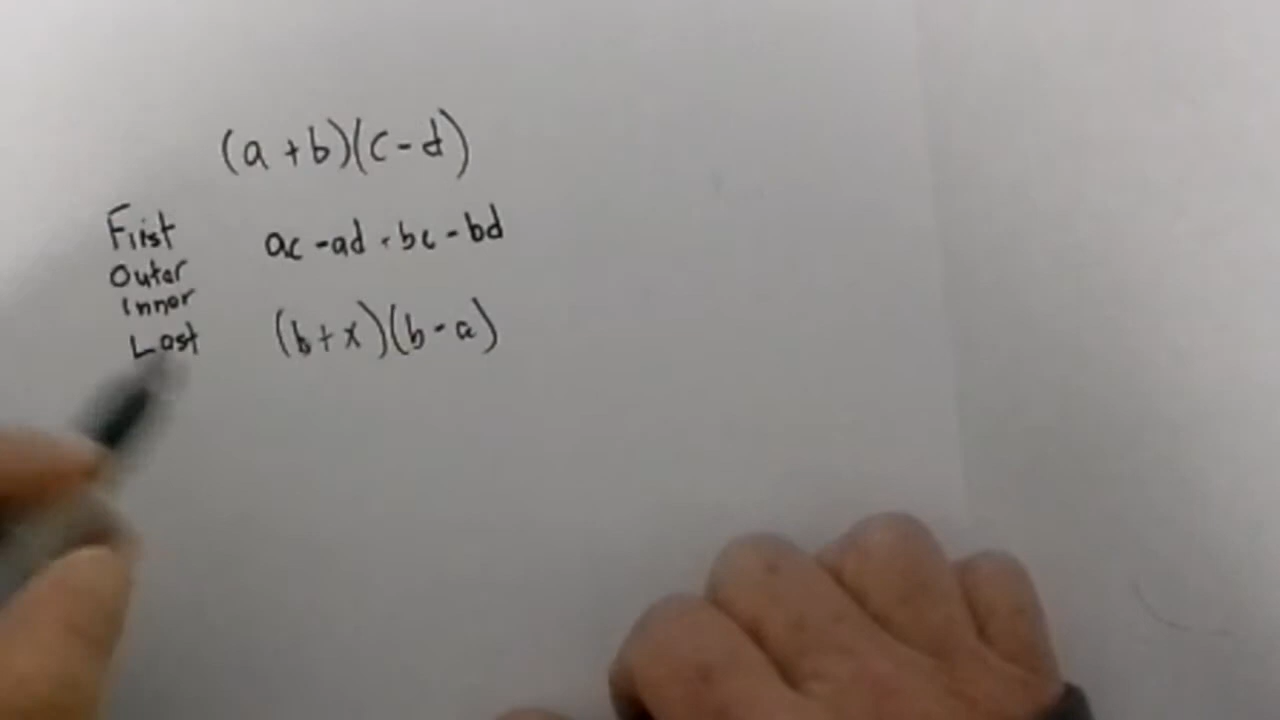 (a + b)(c - d)
First
ac - ad + bc - bd
Outer
Inner
Last
(b + x)(b - a)